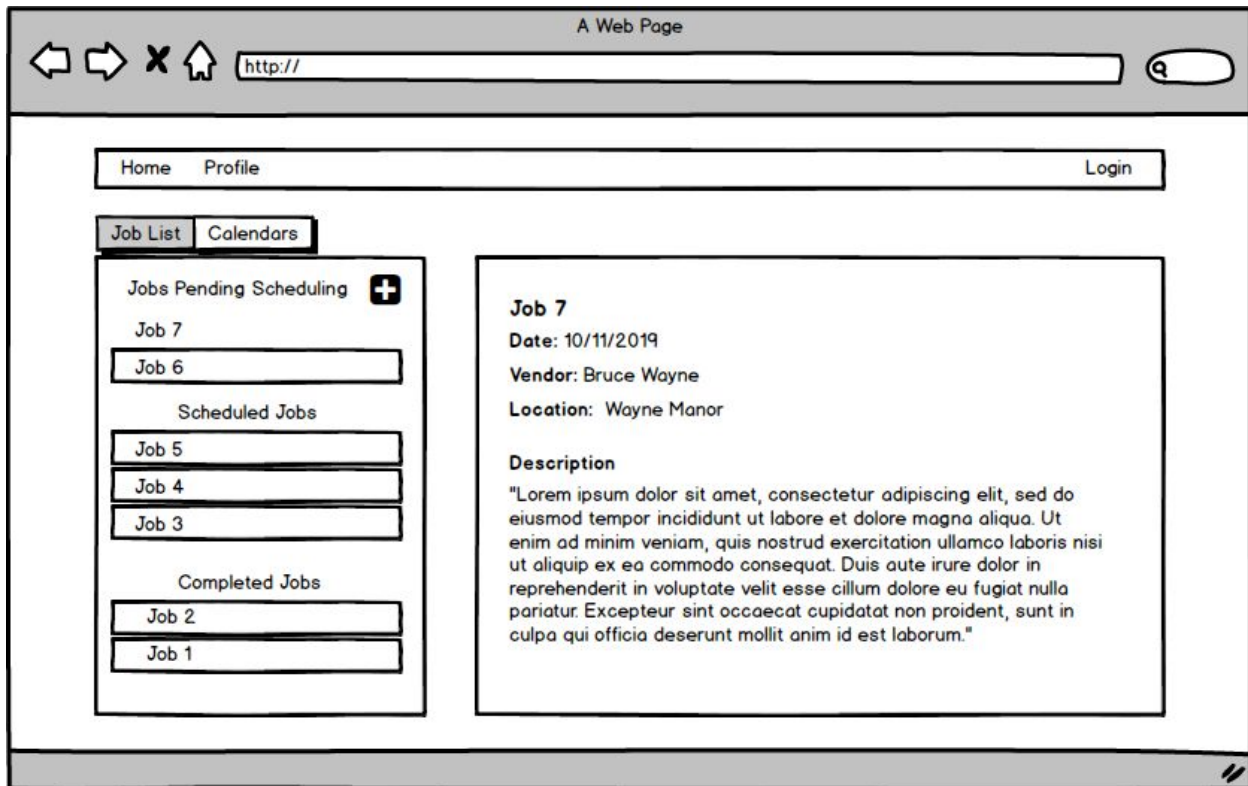 A Web Page
http://
Home Profile Login
Job List Calendars
Jobs Pending Scheduling
Job 7
Job 6
Scheduled Jobs
Job 5
Job 4
Job 3
Completed Jobs
Job 2
Job 1
Job 7
Date: 10/11/2019
Vendor: Bruce Wayne
Location: Wayne Manor
Description
"Lorem ipsum dolor sit amet, consectetur adipiscing elit, sed do
eiusmod tempor incididunt ut labore et dolore magna aliqua. Ut
enim ad minim veniam, quis nostrud exercitation ullamco laboris nisi
ut aliquip ex ea commodo consequat. Duis aute irure dolor in
reprehenderit in voluptate velit esse cillum dolore eu fugiat nulla
pariatur. Excepteur sint occaecat cupidatat non proident, sunt in
culpa qui officia deserunt mollit anim id est laborum."